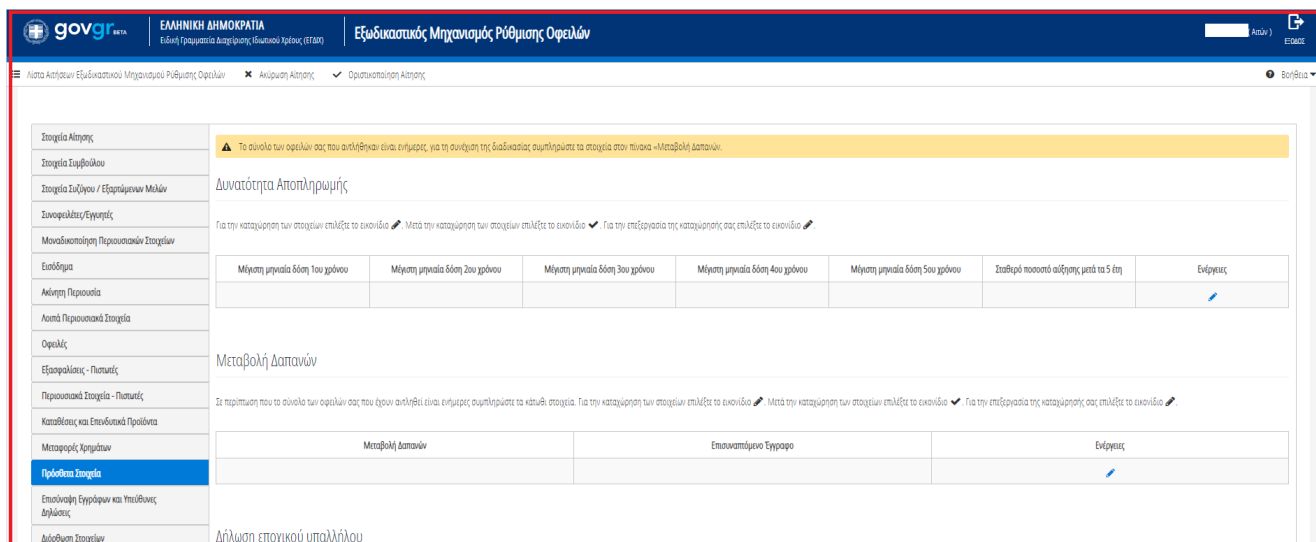 govgr BETA
ΕΛΛΗΝΙΚΗ ΔΗΜΟΚΡΑΤΙΑ
Ειδική Γραμματεία Διαχείρισης Ιδιωτικού Χρέους (ΕΓΔΙΧ)
Εξωδικαστικός Μηχανισμός Ρύθμισης Οφειλών
( Αιτών )
ΕΞΟΔΟΣ
Λίστα Αιτήσεων Εξωδικαστικού Μηχανισμού Ρύθμισης Οφειλών
Ακύρωση Αίτησης
Οριστικοποίηση Αίτησης
Βοήθεια
Στοιχεία Αίτησης
Στοιχεία Συμβούλου
Στοιχεία Συζύγου / Εξαρτώμενων Μελών
Συνοφειλέτες/Εγγυητές
Μοναδικοποίηση Περιουσιακών Στοιχείων
Εισόδημα
Ακίνητη Περιουσία
Λοιπά Περιουσιακά Στοιχεία
Οφειλές
Εξασφαλίσεις - Πιστωτές
Περιουσιακά Στοιχεία - Πιστωτές
Καταθέσεις και Επενδυτικά Προϊόντα
Μεταφορές Χρημάτων
Πρόσθετα Στοιχεία
Επισύναψη Εγγράφων και Υπεύθυνες
Δηλώσεις
Διόρθωση Στοιχείων
Το σύνολο των οφειλών σας που αντλήθηκαν είναι ενήμερες, για τη συνέχιση της διαδικασίας συμπληρώστε τα στοιχεία στον πίνακα «Μεταβολή Δαπανών.
Δυνατότητα Αποπληρωμής
Για την καταχώρηση των στοιχείων επιλέξτε το εικονίδιο . Μετά την καταχώρηση των στοιχείων επιλέξτε το εικονίδιο . Για την επεξεργασία της καταχώρησής σας επιλέξτε το εικονίδιο .
Μέγιστη μηνιαία δόση 1ου χρόνου
Μέγιστη μηνιαία δόση 2ου χρόνου
Μέγιστη μηνιαία δόση 3ου χρόνου
Μέγιστη μηνιαία δόση 4ου χρόνου
Μέγιστη μηνιαία δόση 5ου χρόνου
Σταθερό ποσοστό αύξησης μετά τα 5 έτη
Ενέργειες
Μεταβολή Δαπανών
Σε περίπτωση που το σύνολο των οφειλών σας που έχουν αντληθεί είναι ενήμερες συμπληρώστε τα κάτωθι στοιχεία. Για την καταχώρηση των στοιχείων επιλέξτε το εικονίδιο . Μετά την καταχώρηση των στοιχείων επιλέξτε το εικονίδιο . Για την επεξεργασία της καταχώρησής σας επιλέξτε το εικονίδιο .
Μεταβολή Δαπανών
Επισυναπτόμενο Έγγραφο
Ενέργειες
Δήλωση εποχικού υπαλλήλου